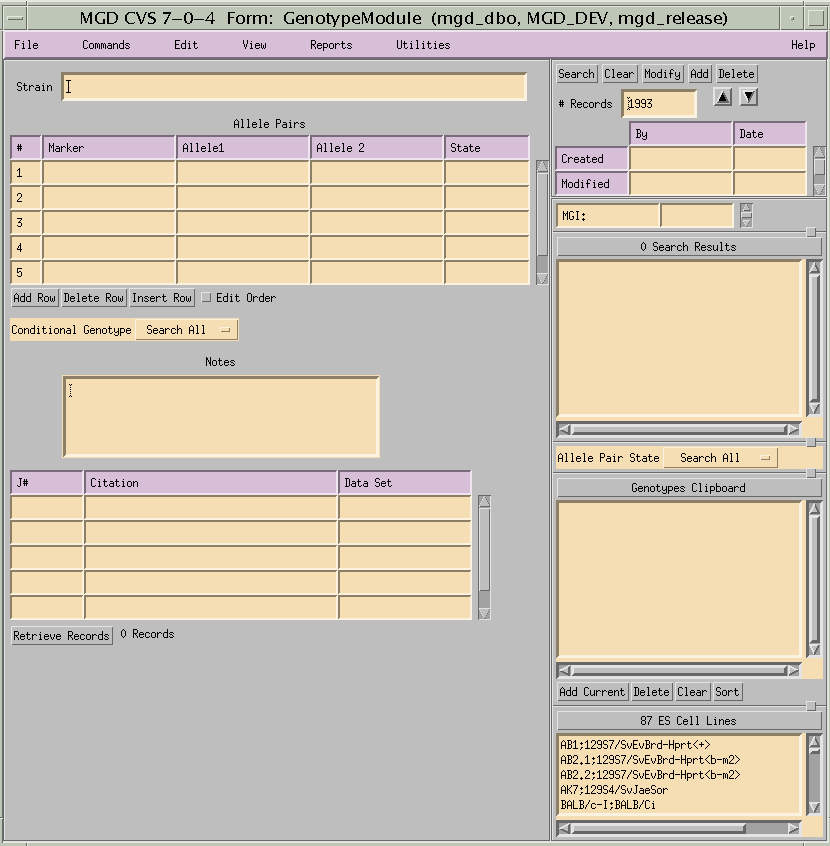 MGD CVS 7-0-4 Form: GenotypeModule (mgd_dbo, MGD_DEV, mgd_release)
File Commands Edit View Reports Utilities Help
Strain
Allele Pairs
# Marker Allele1 Allele 2 State
1
2
3
4
5
Add Row Delete Row Insert Row Edit Order
Conditional Genotype Search All
Notes
J# Citation Data Set
Retrieve Records 0 Records
Search Clear Modify Add Delete
# Records 1993
By Date
Created
Modified
MGI:
0 Search Results
Allele Pair State Search All
Genotypes Clipboard
Add Current Delete Clear Sort
87 ES Cell Lines
AB1;129S7/SvEvBrd-Hprt<+>
AB2.1;129S7/SvEvBrd-Hprt<b-m2>
AB2.2;129S7/SvEvBrd-Hprt<b-m2>
AK7;129S4/SvJaeSor
BALB/c-I;BALB/Ci